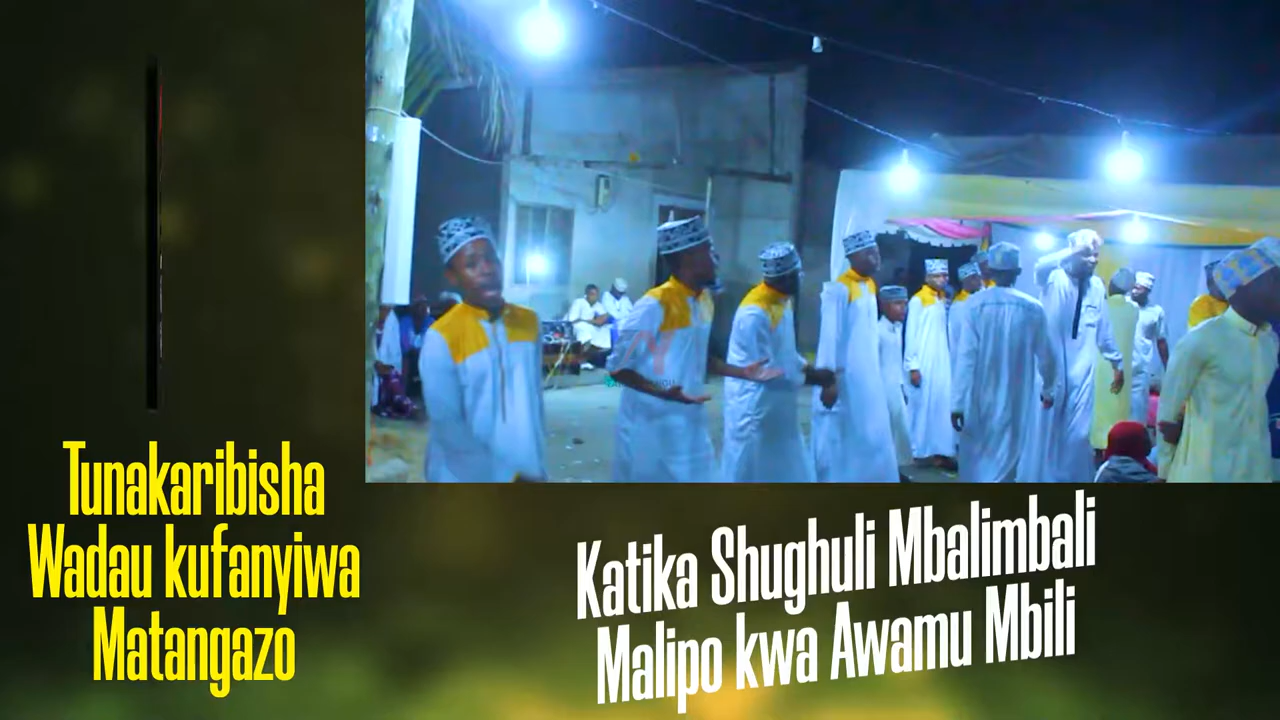 Tunakaribisha
Wadau kufanyiwa
Matangazo
Katika Shughuli Mbalimbali
Malipo kwa Awamu Mbili